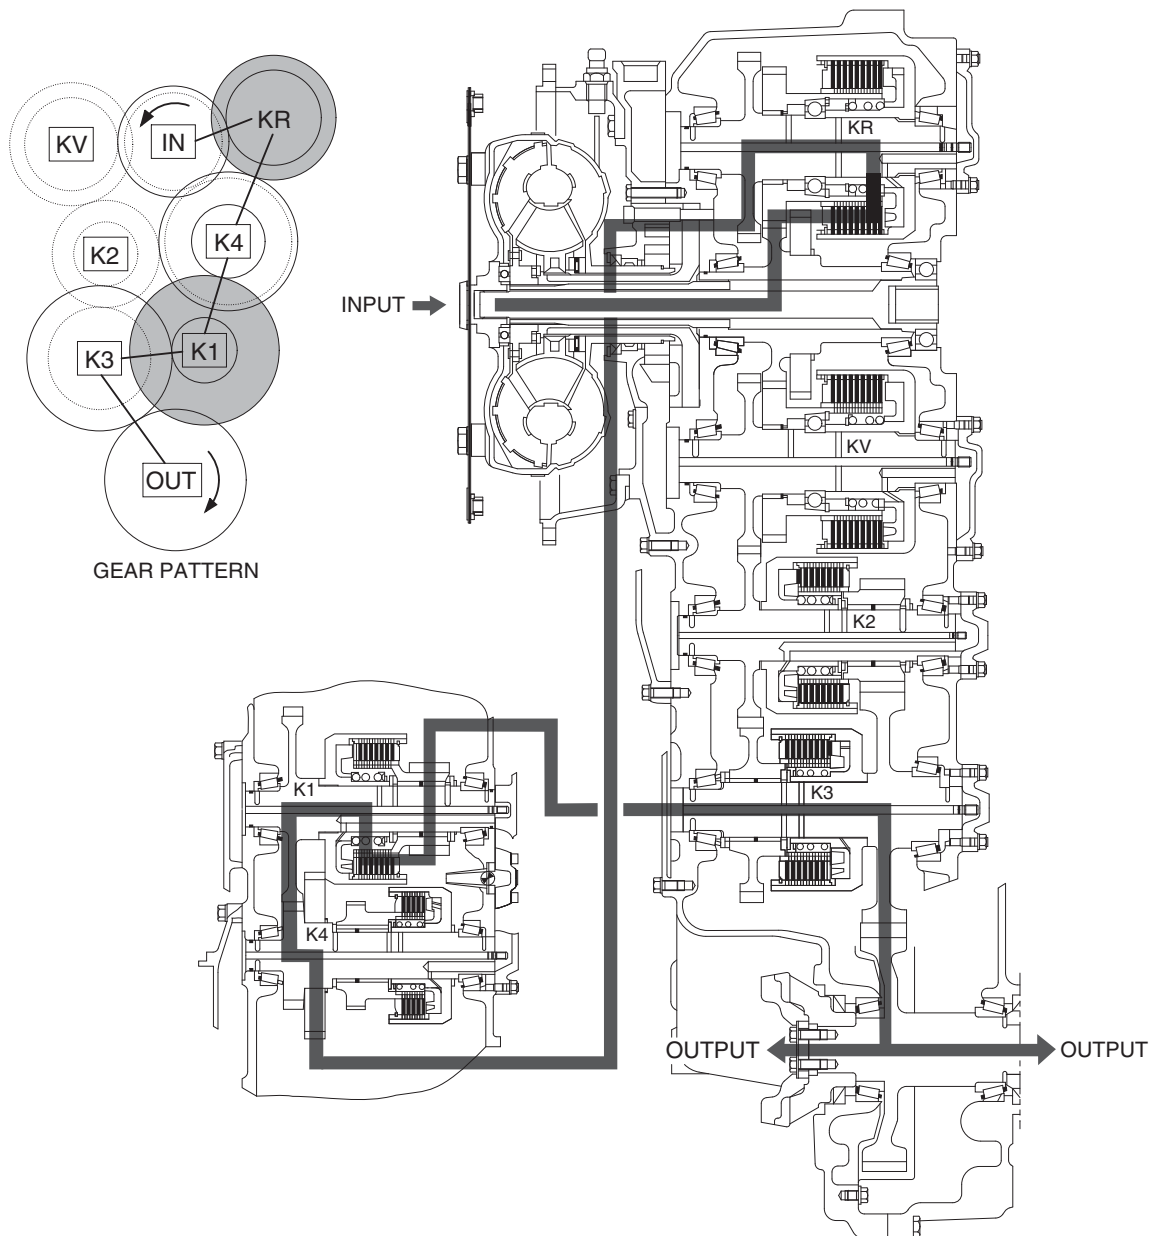 KV
IN
KR
K2
K4
K3
K1
OUT
GEAR PATTERN
INPUT
KR
KV
K2
K3
K1
K4
OUTPUT
OUTPUT